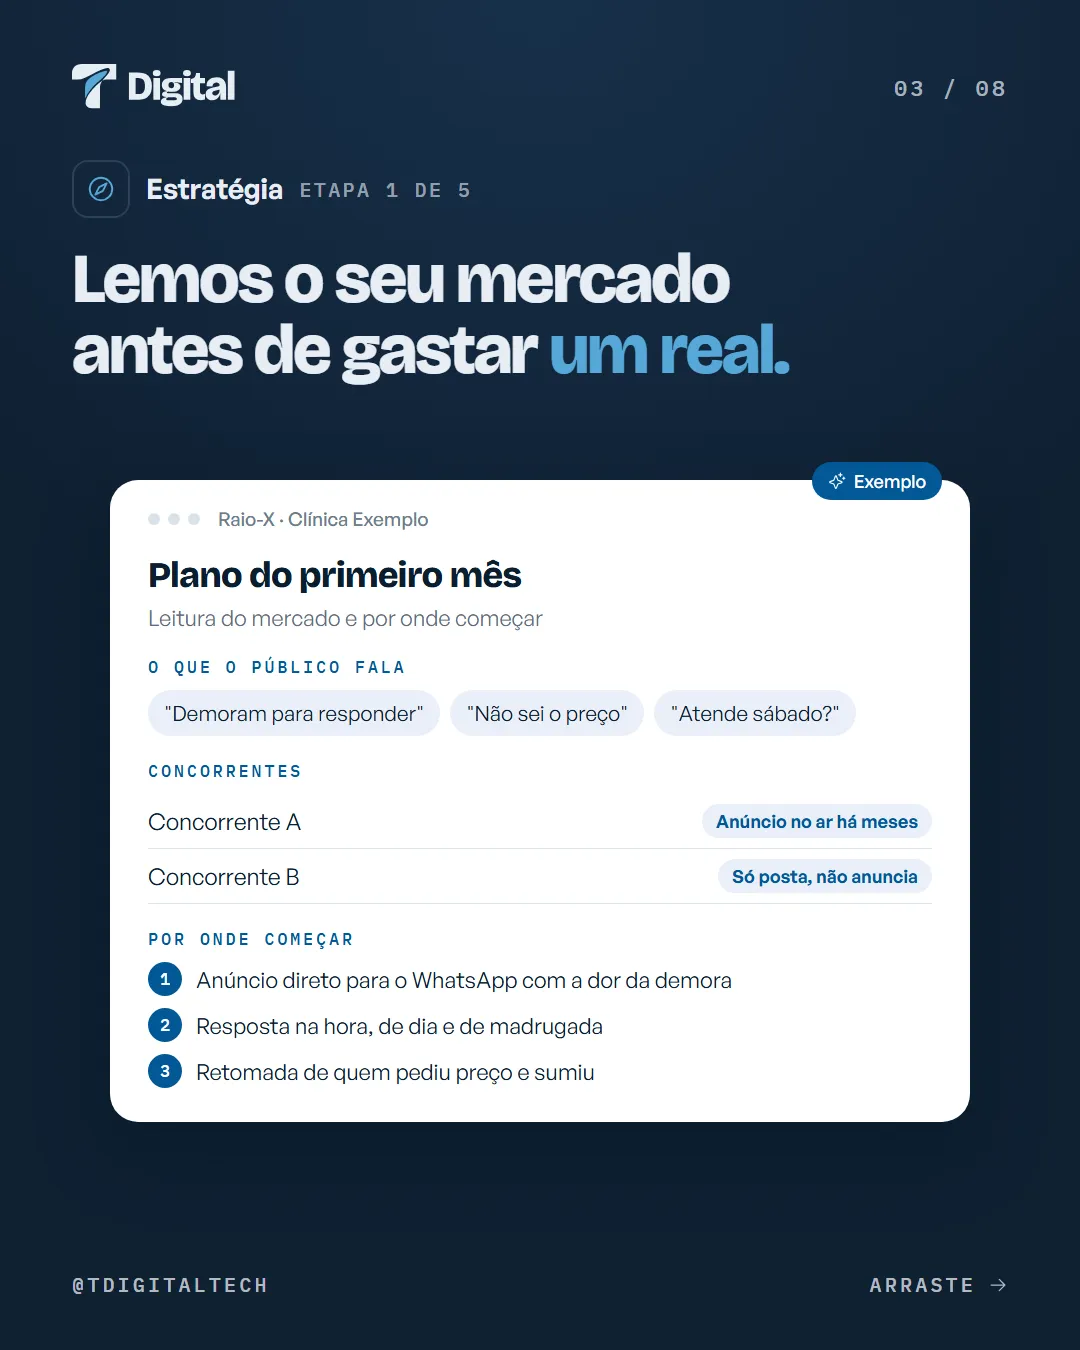 Digital
03 / 08
Estratégia ETAPA 1 DE 5
Lemos o seu mercado
antes de gastar um real.
Exemplo
Raio-X · Clínica Exemplo
Plano do primeiro mês
Leitura do mercado e por onde começar
O QUE O PÚBLICO FALA
"Demoram para responder" "Não sei o preço" "Atende sábado?"
CONCORRENTES
Concorrente A Anúncio no ar há meses
Concorrente B Só posta, não anuncia
POR ONDE COMEÇAR
1 Anúncio direto para o WhatsApp com a dor da demora
2 Resposta na hora, de dia e de madrugada
3 Retomada de quem pediu preço e sumiu
@TDIGITALTECH
ARRASTE →